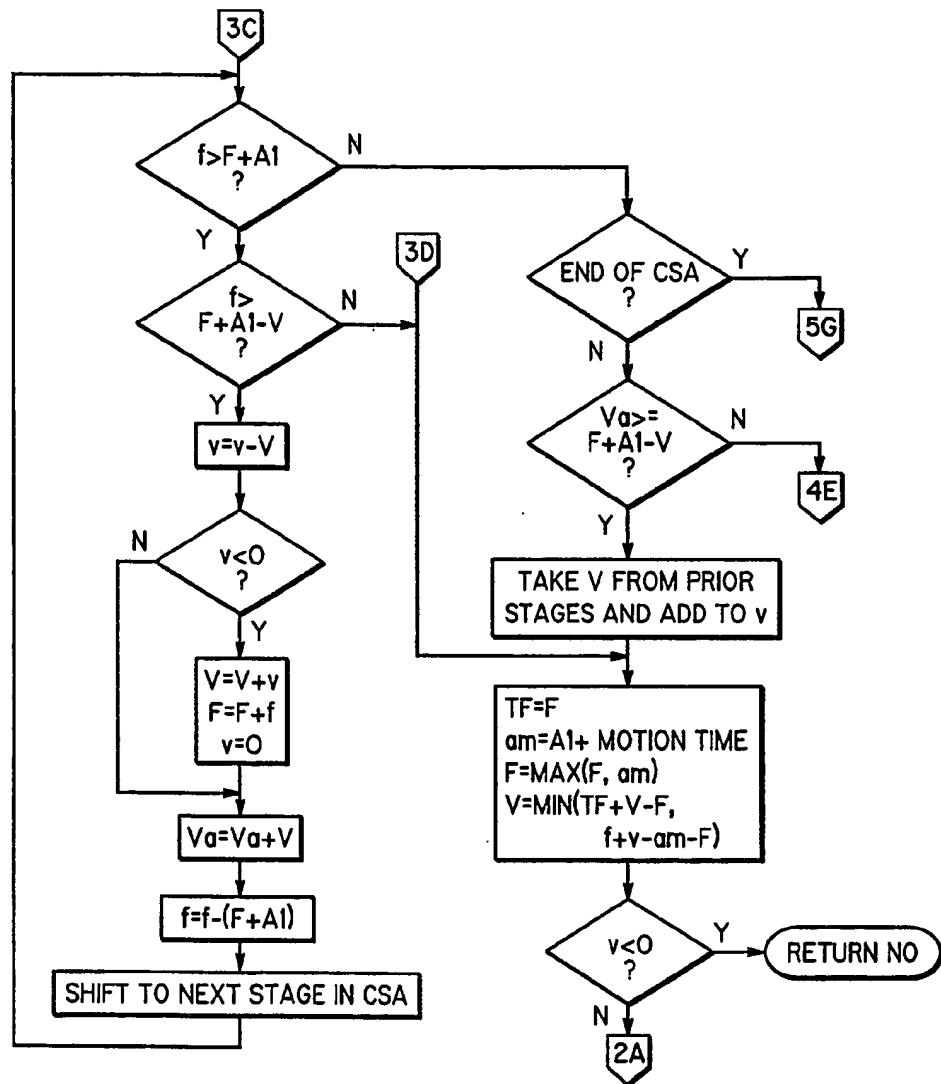 3C
f>F+A1
?
N
Y
3D
END OF CSA
?
Y
5G
N
f>
F+A1-V
?
N
Y
Va>=
F+A1-V
?
N
4E
Y
v=v-V
v<0
?
N
Y
TAKE V FROM PRIOR
STAGES AND ADD TO v
V=V+v
F=F+f
v=0
TF=F
am=A1+ MOTION TIME
F=MAX(F, am)
V=MIN(TF+V-F,
f+v-am-F)
Va=Va+V
f=f-(F+A1)
SHIFT TO NEXT STAGE IN CSA
v<0
?
Y
RETURN NO
N
2A